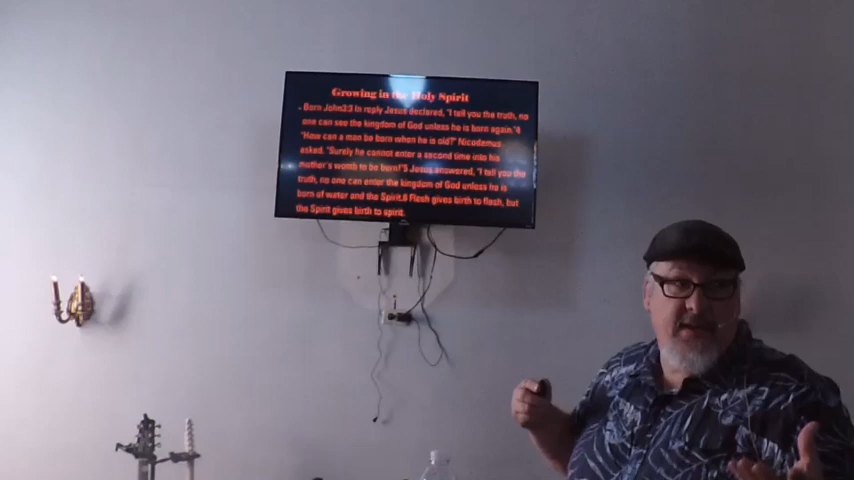 Growing in the Holy Spirit
. Born John3:3 In reply Jesus declared, "I tell you the truth, no
one can see the kingdom of God unless he is born again."4
"How can a man be born when he is old?" Nicodemus
asked. "Surely he cannot enter a second time into his
mother's womb to be born!"5 Jesus answered, "I tell you the
truth, no one can enter the kingdom of God unless he is
born of water and the Spirit.6 Flesh gives birth to flesh, but
the Spirit gives birth to spirit.